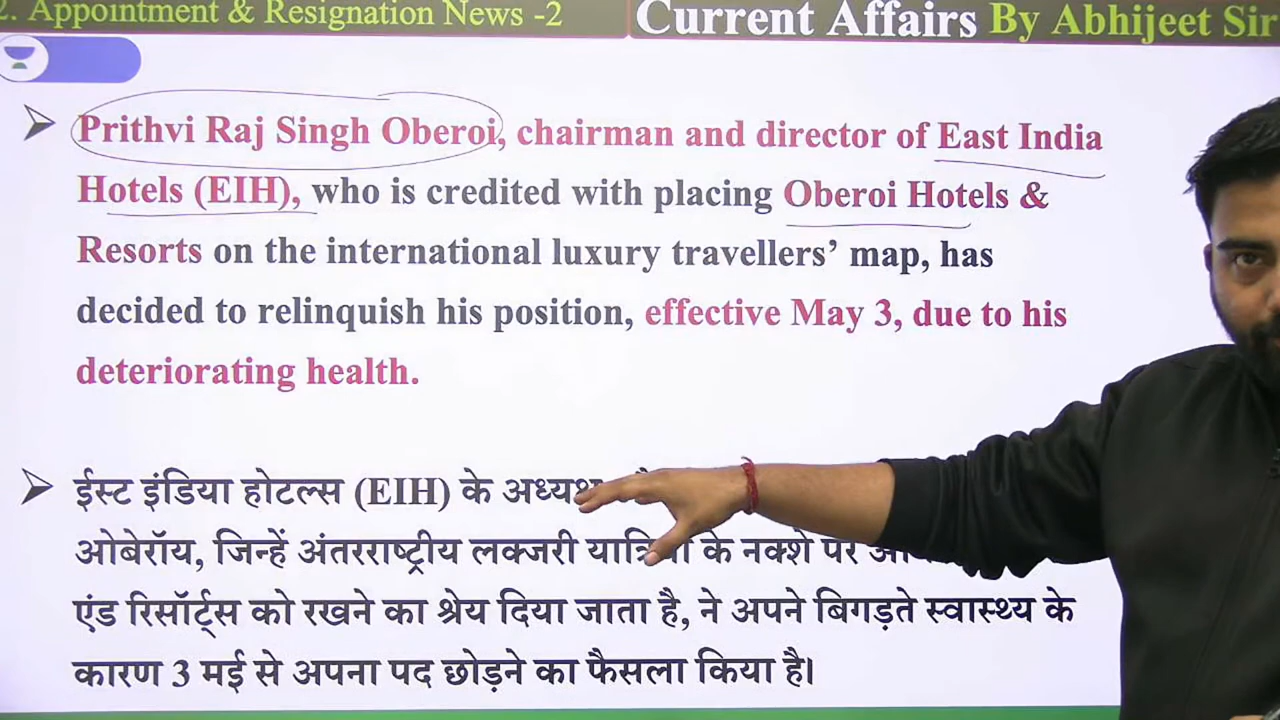 2. Appointment & Resignation News -2
Current Affairs By Abhijeet Sir
Prithvi Raj Singh Oberoi, chairman and director of East India
Hotels (EIH), who is credited with placing Oberoi Hotels &
Resorts on the international luxury travellers’ map, has
decided to relinquish his position, effective May 3, due to his
deteriorating health.
ईस्ट इंडिया होटल्स (EIH) के
ओबेरॉय, जिन्हें अंतरराष्ट्रीय लक्जरी के नक्शे पर
एंड रिसॉर्ट्स को रखने का श्रेय दिया जाता है, ने अपने बिगड़ते स्वास्थ्य के
कारण 3 मई से अपना पद छोड़ने का फैसला किया है।